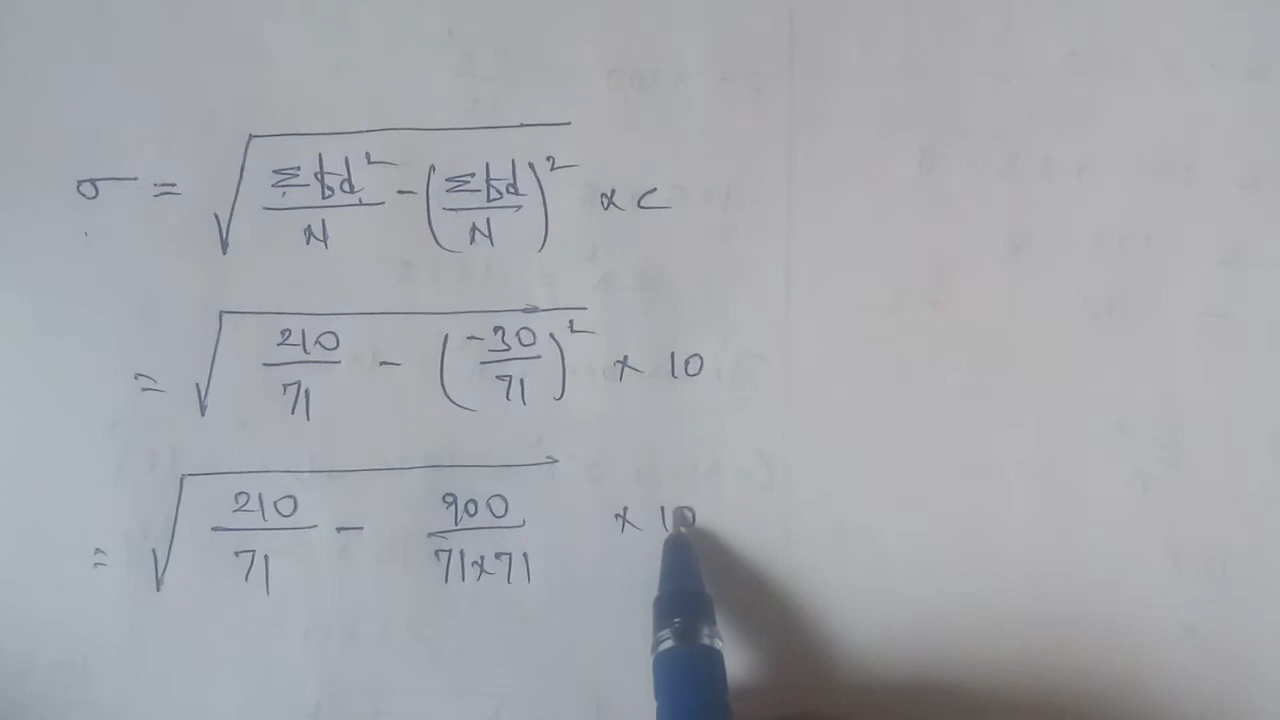 σ = √(Σfd²/N − (Σfd/N)²) × C
= √(210/71 − (−30/71)²) × 10
= √(210/71 − 900/71×71) × 10